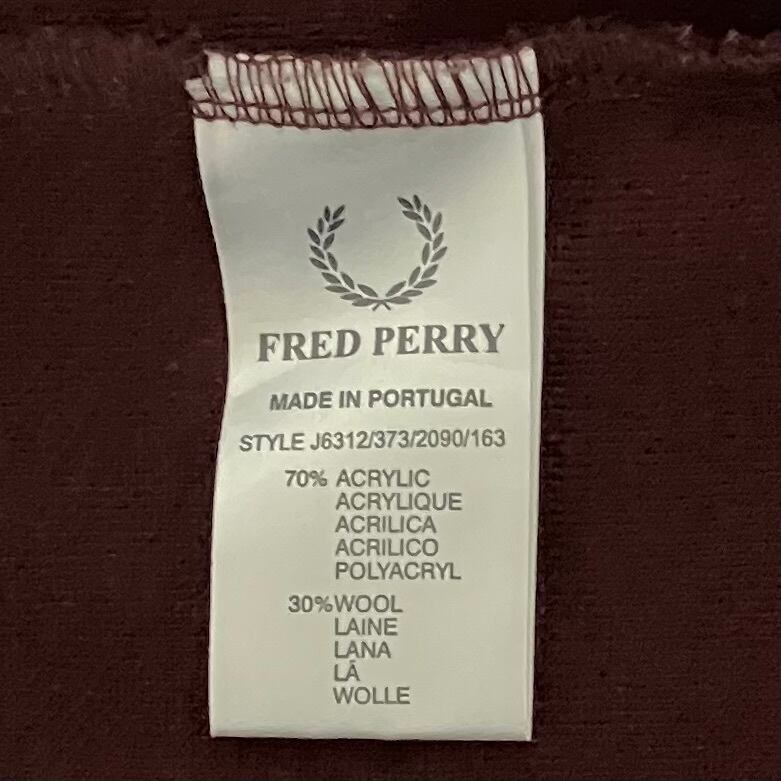 FRED PERRY
MADE IN PORTUGAL
STYLE J6312/373/2090/163
70% ACRYLIC
ACRYLIQUE
ACRILICA
ACRILICO
POLYACRYL
30%WOOL
LAINE
LANA
LÃ
WOLLE